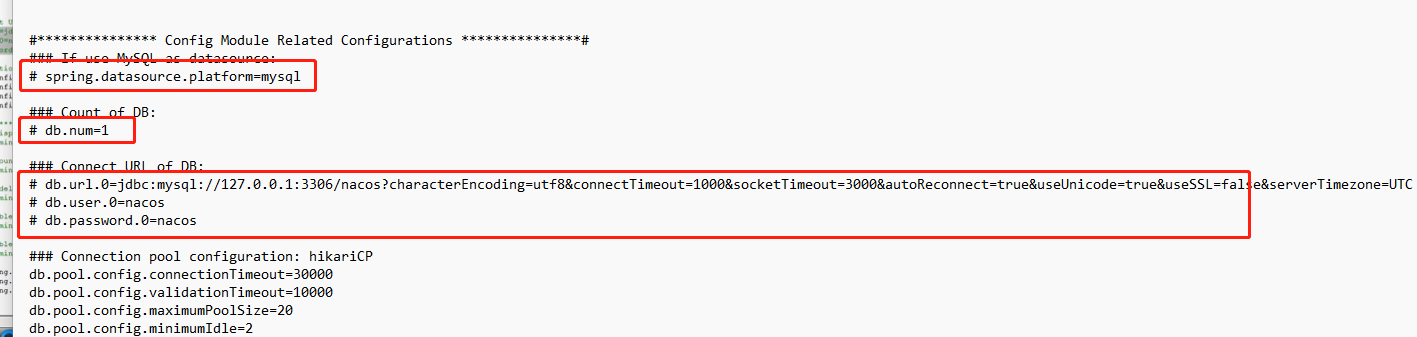 #*************** Config Module Related Configurations ***************#
### If use MySQL as datasource:
# spring.datasource.platform=mysql
### Count of DB:
# db.num=1
### Connect URL of DB:
# db.url.0=jdbc:mysql://127.0.0.1:3306/nacos?characterEncoding=utf8&connectTimeout=1000&socketTimeout=3000&autoReconnect=true&useUnicode=true&useSSL=false&serverTimezone=UTC
# db.user.0=nacos
# db.password.0=nacos
### Connection pool configuration: hikariCP
db.pool.config.connectionTimeout=30000
db.pool.config.validationTimeout=10000
db.pool.config.maximumPoolSize=20
db.pool.config.minimumIdle=2